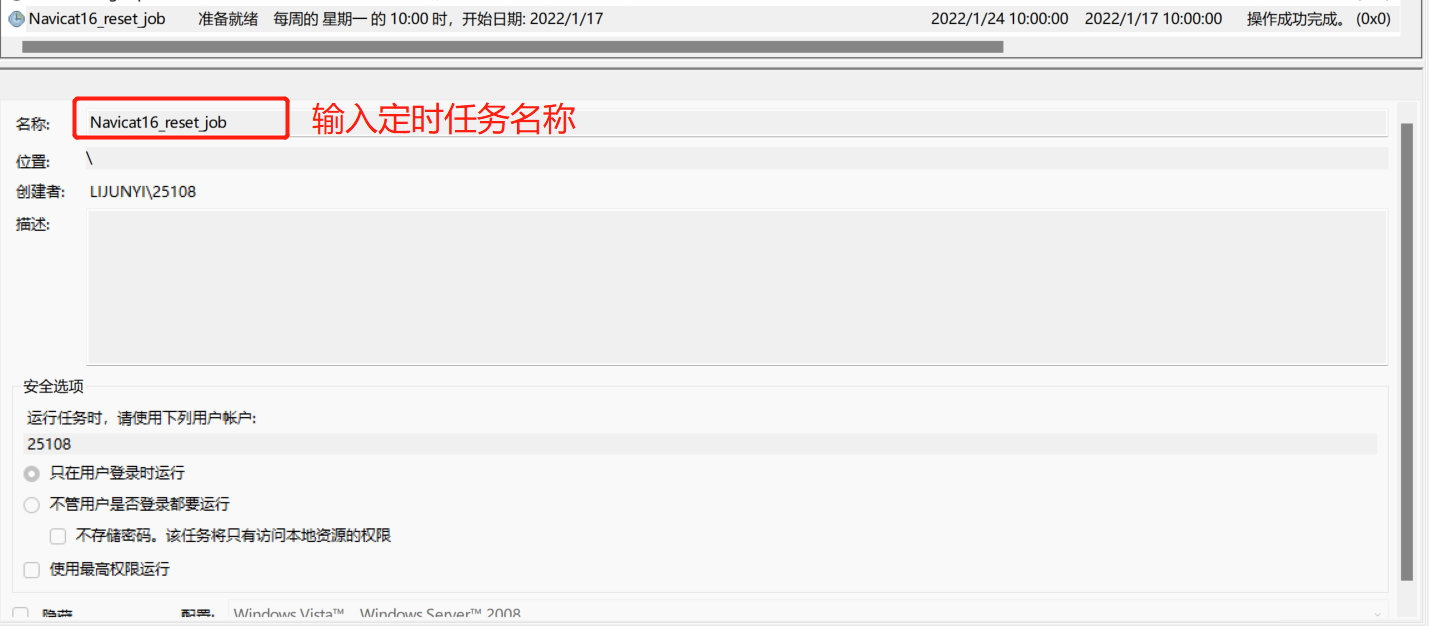 Navicat16_reset_job 准备就绪 每周的 星期一 的 10:00 时，开始日期: 2022/1/17 2022/1/24 10:00:00 2022/1/17 10:00:00 操作成功完成。 (0x0)
名称: Navicat16_reset_job 输入定时任务名称
位置: \
创建者: LIJUNYI\25108
描述:
安全选项
运行任务时，请使用下列用户帐户:
25108
只在用户登录时运行
不管用户是否登录都要运行
不存储密码。该任务将只有访问本地资源的权限
使用最高权限运行
隐藏 配置: Windows Vista™、Windows Server™ 2008